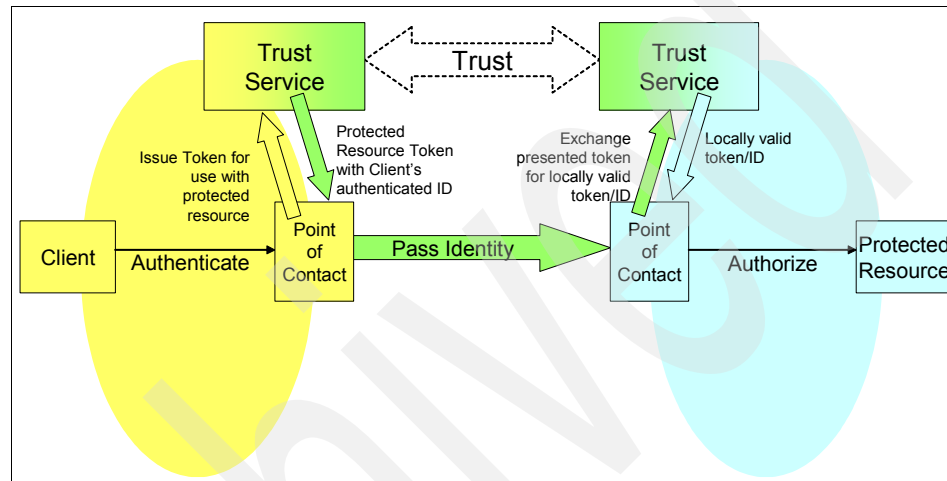 Trust
Service
Trust
Trust
Service
Issue Token for
use with
protected
resource
Protected
Resource Token
with Client's
authenticated ID
Exchange
presented token
for locally valid
token/ID
Locally valid
token/ID
Client
Authenticate
Point
of
Contact
Pass Identity
Point
of
Contact
Authorize
Protected
Resource